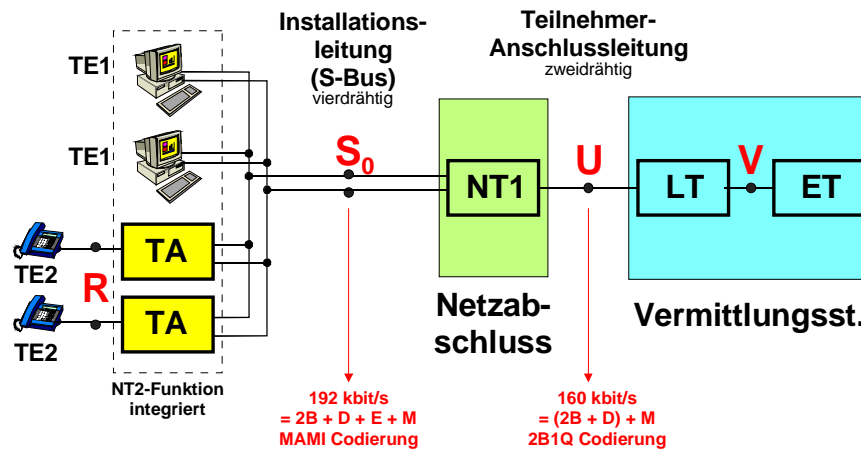 Installations-
leitung
(S-Bus)
vierdrähtig
Teilnehmer-
Anschlussleitung
zweidrähtig
TE1
TE1
S0
U
V
NT1
LT
ET
TE2
R
TA
TE2
TA
Netzab-
schluss
Vermittlungsst.
NT2-Funktion
integriert
192 kbit/s
= 2B + D + E + M
MAMI Codierung
160 kbit/s
= (2B + D) + M
2B1Q Codierung